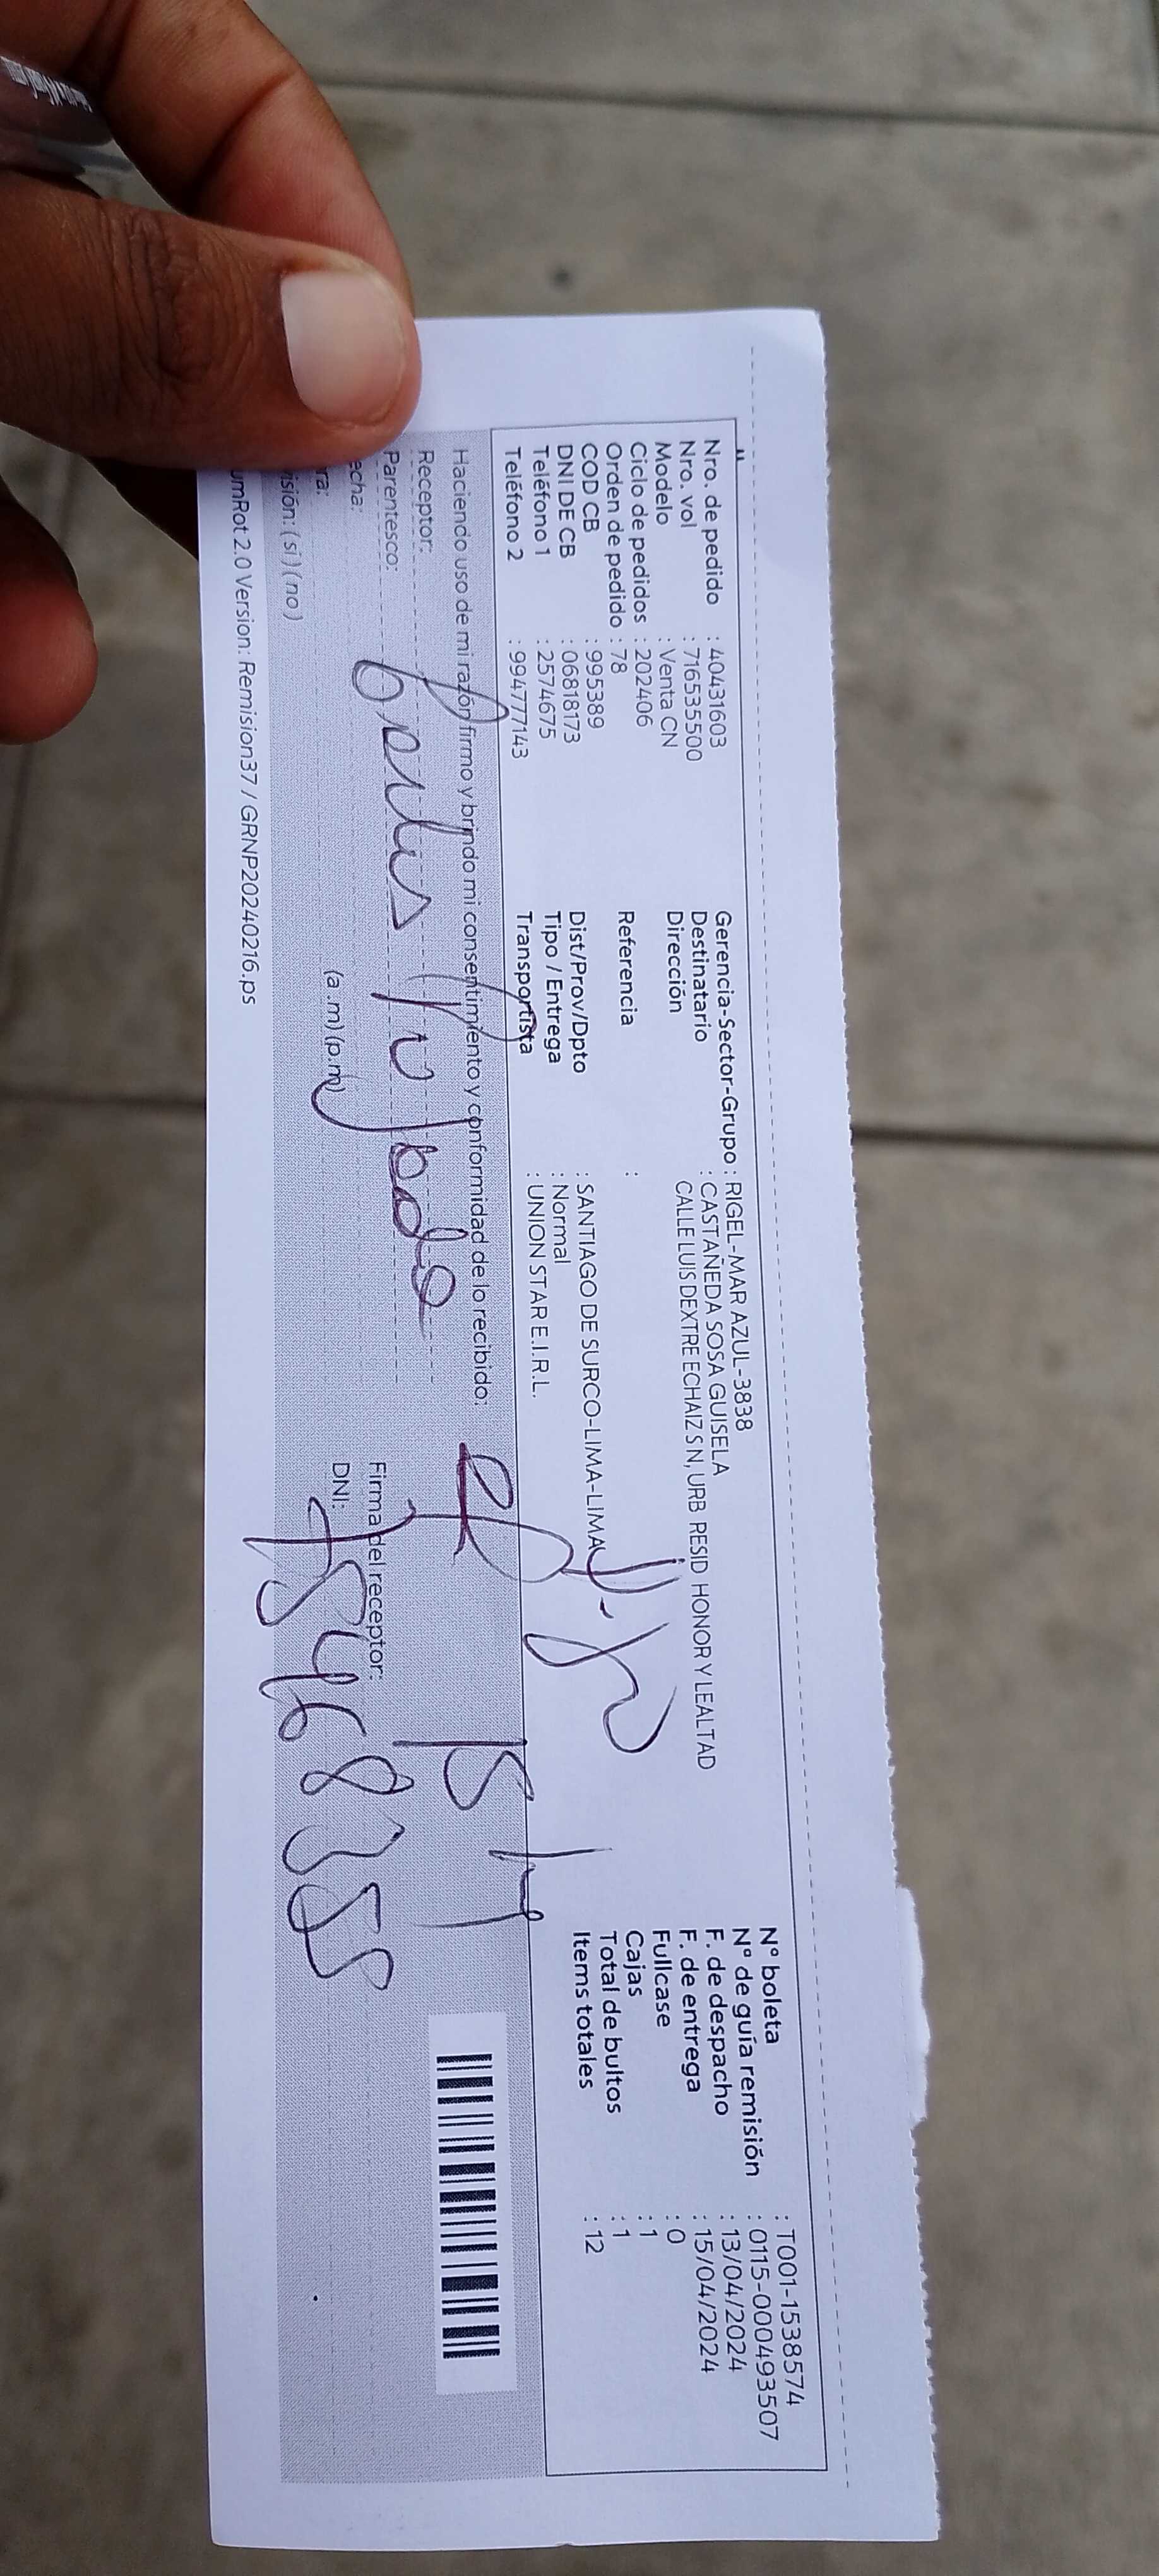 Nro. de pedido : 40431603
Nro. vol : 716535500
Modelo : Venta CN
Ciclo de pedidos : 202406
Orden de pedido : 78
COD CB : 995389
DNI DE CB : 06818173
Teléfono 1 : 2574675
Teléfono 2 : 994777143
Gerencia-Sector-Grupo : RIGEL-MAR AZUL-3838
Destinatario : CASTAÑEDA SOSA GUISELA
Dirección CALLE LUIS DEXTRE ECHAIZ S N, URB RESID HONOR Y LEALTAD
Referencia :
Dist/Prov/Dpto : SANTIAGO DE SURCO-LIMA-LIMA
Tipo / Entrega : Normal
Transportista : UNION STAR E.I.R.L.
N° boleta : T001-1538574
N° de guía remisión : 0115-000493507
F. de despacho : 13/04/2024
F. de entrega : 15/04/2024
Fullcase : 0
Cajas : 1
Total de bultos : 1
Items totales : 12
Haciendo uso de mi razón firmo y brindo mi consentimiento y conformidad de lo recibido:
Receptor:
Parentesco:
echa:
ra: (a.m) (p.m)
isión: (si) (no)
Firma del receptor:
DNI:
umRot 2.0 Version: Remision37 / GRNP20240216.ps